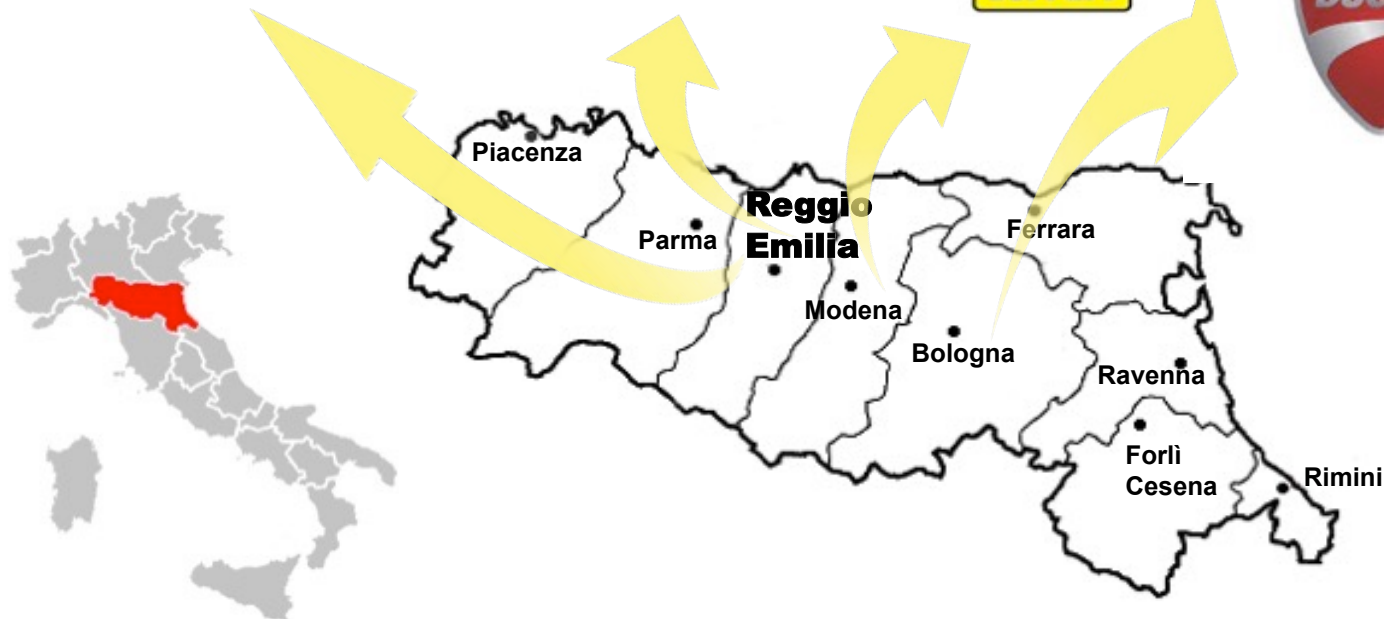 Piacenza
Parma
Reggio
Emilia
Modena
Bologna
Ferrara
Ravenna
Forlì
Cesena
Rimini